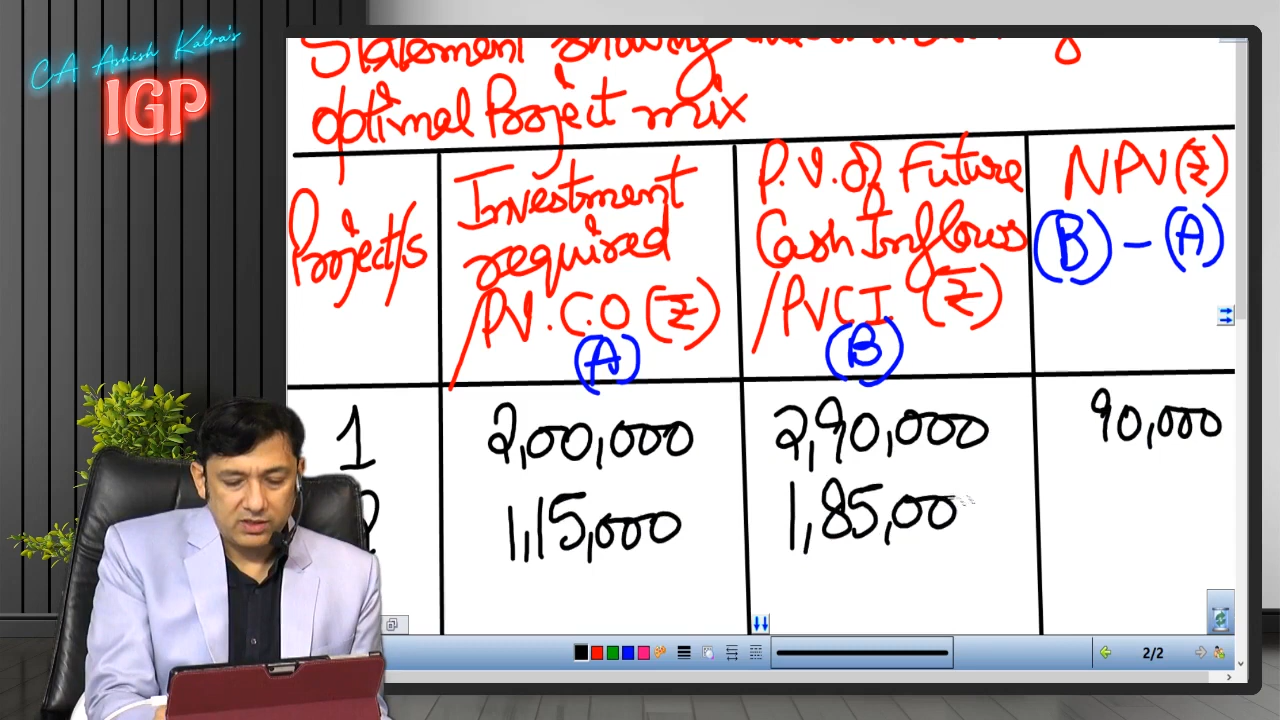 CA Ashish Kalra's
IGP
Statement showing
optimal Project mix
Project/s
Investment
required
/P.V.C.O (₹)
(A)
P.V. of Future
Cash Inflows
/PVCI. (₹)
(B)
NPV (₹)
(B) - (A)
1 2,00,000 2,90,000 90,000
2 1,15,000 1,85,00
2/2